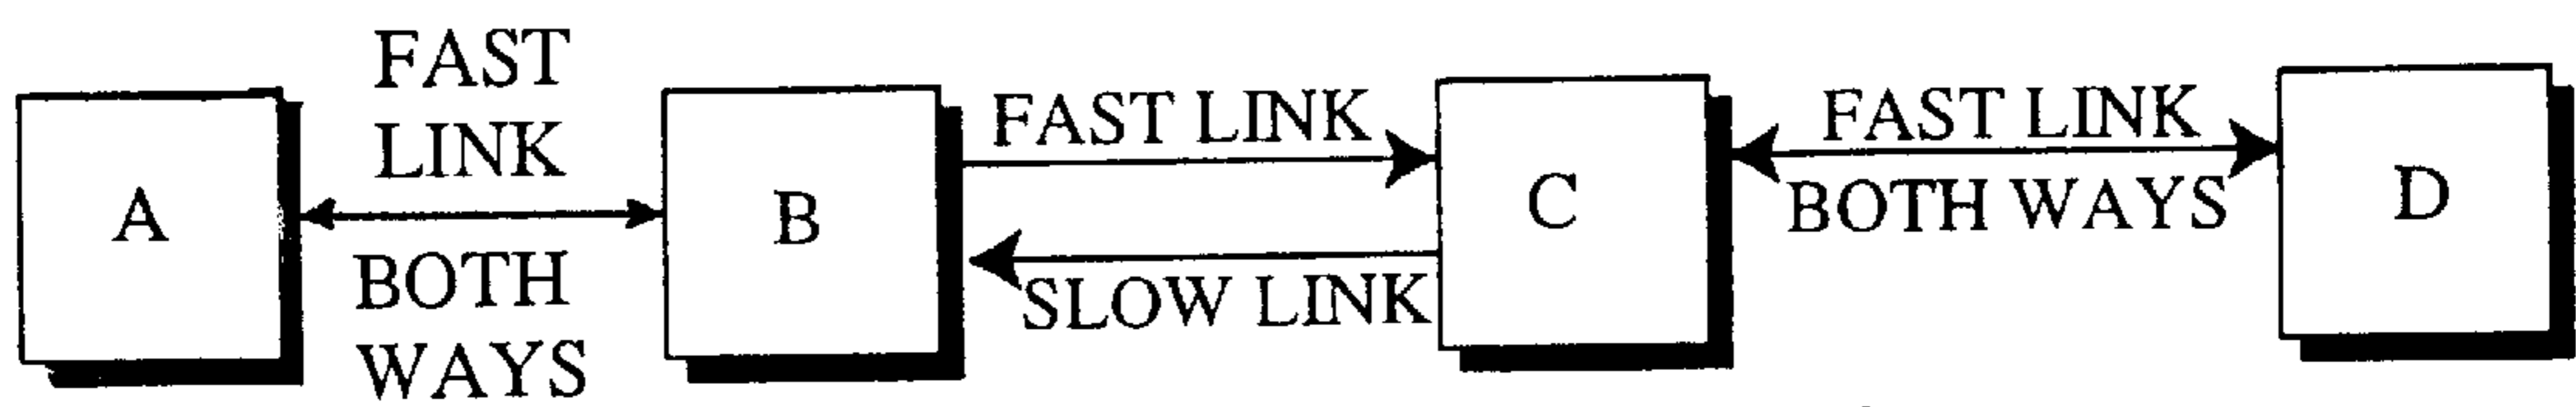 A
FAST
LINK
BOTH
WAYS
B
FAST LINK
SLOW LINK
C
FAST LINK
BOTH WAYS
D